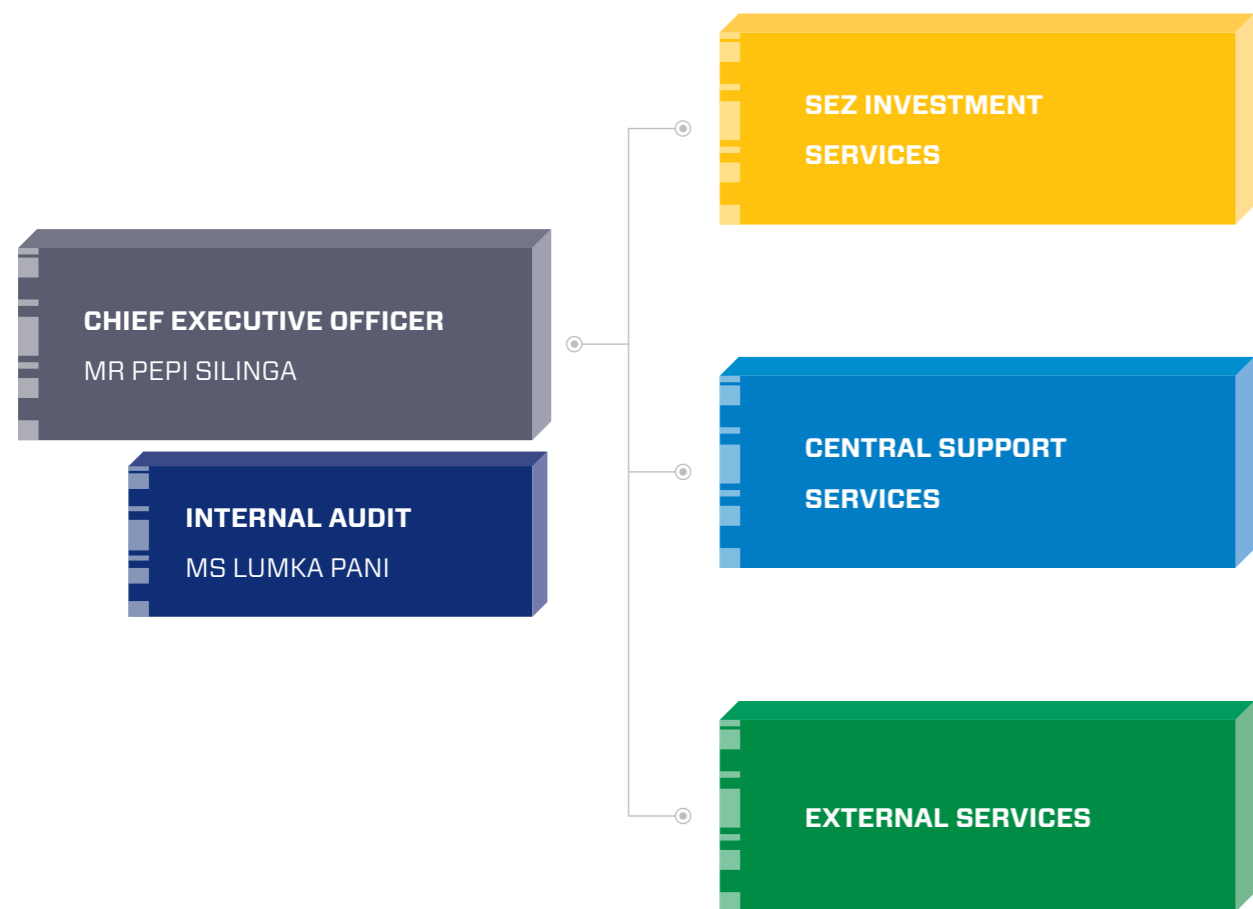 CHIEF EXECUTIVE OFFICER
MR PEPI SILINGA
INTERNAL AUDIT
MS LUMKA PANI
SEZ INVESTMENT
SERVICES
CENTRAL SUPPORT
SERVICES
EXTERNAL SERVICES